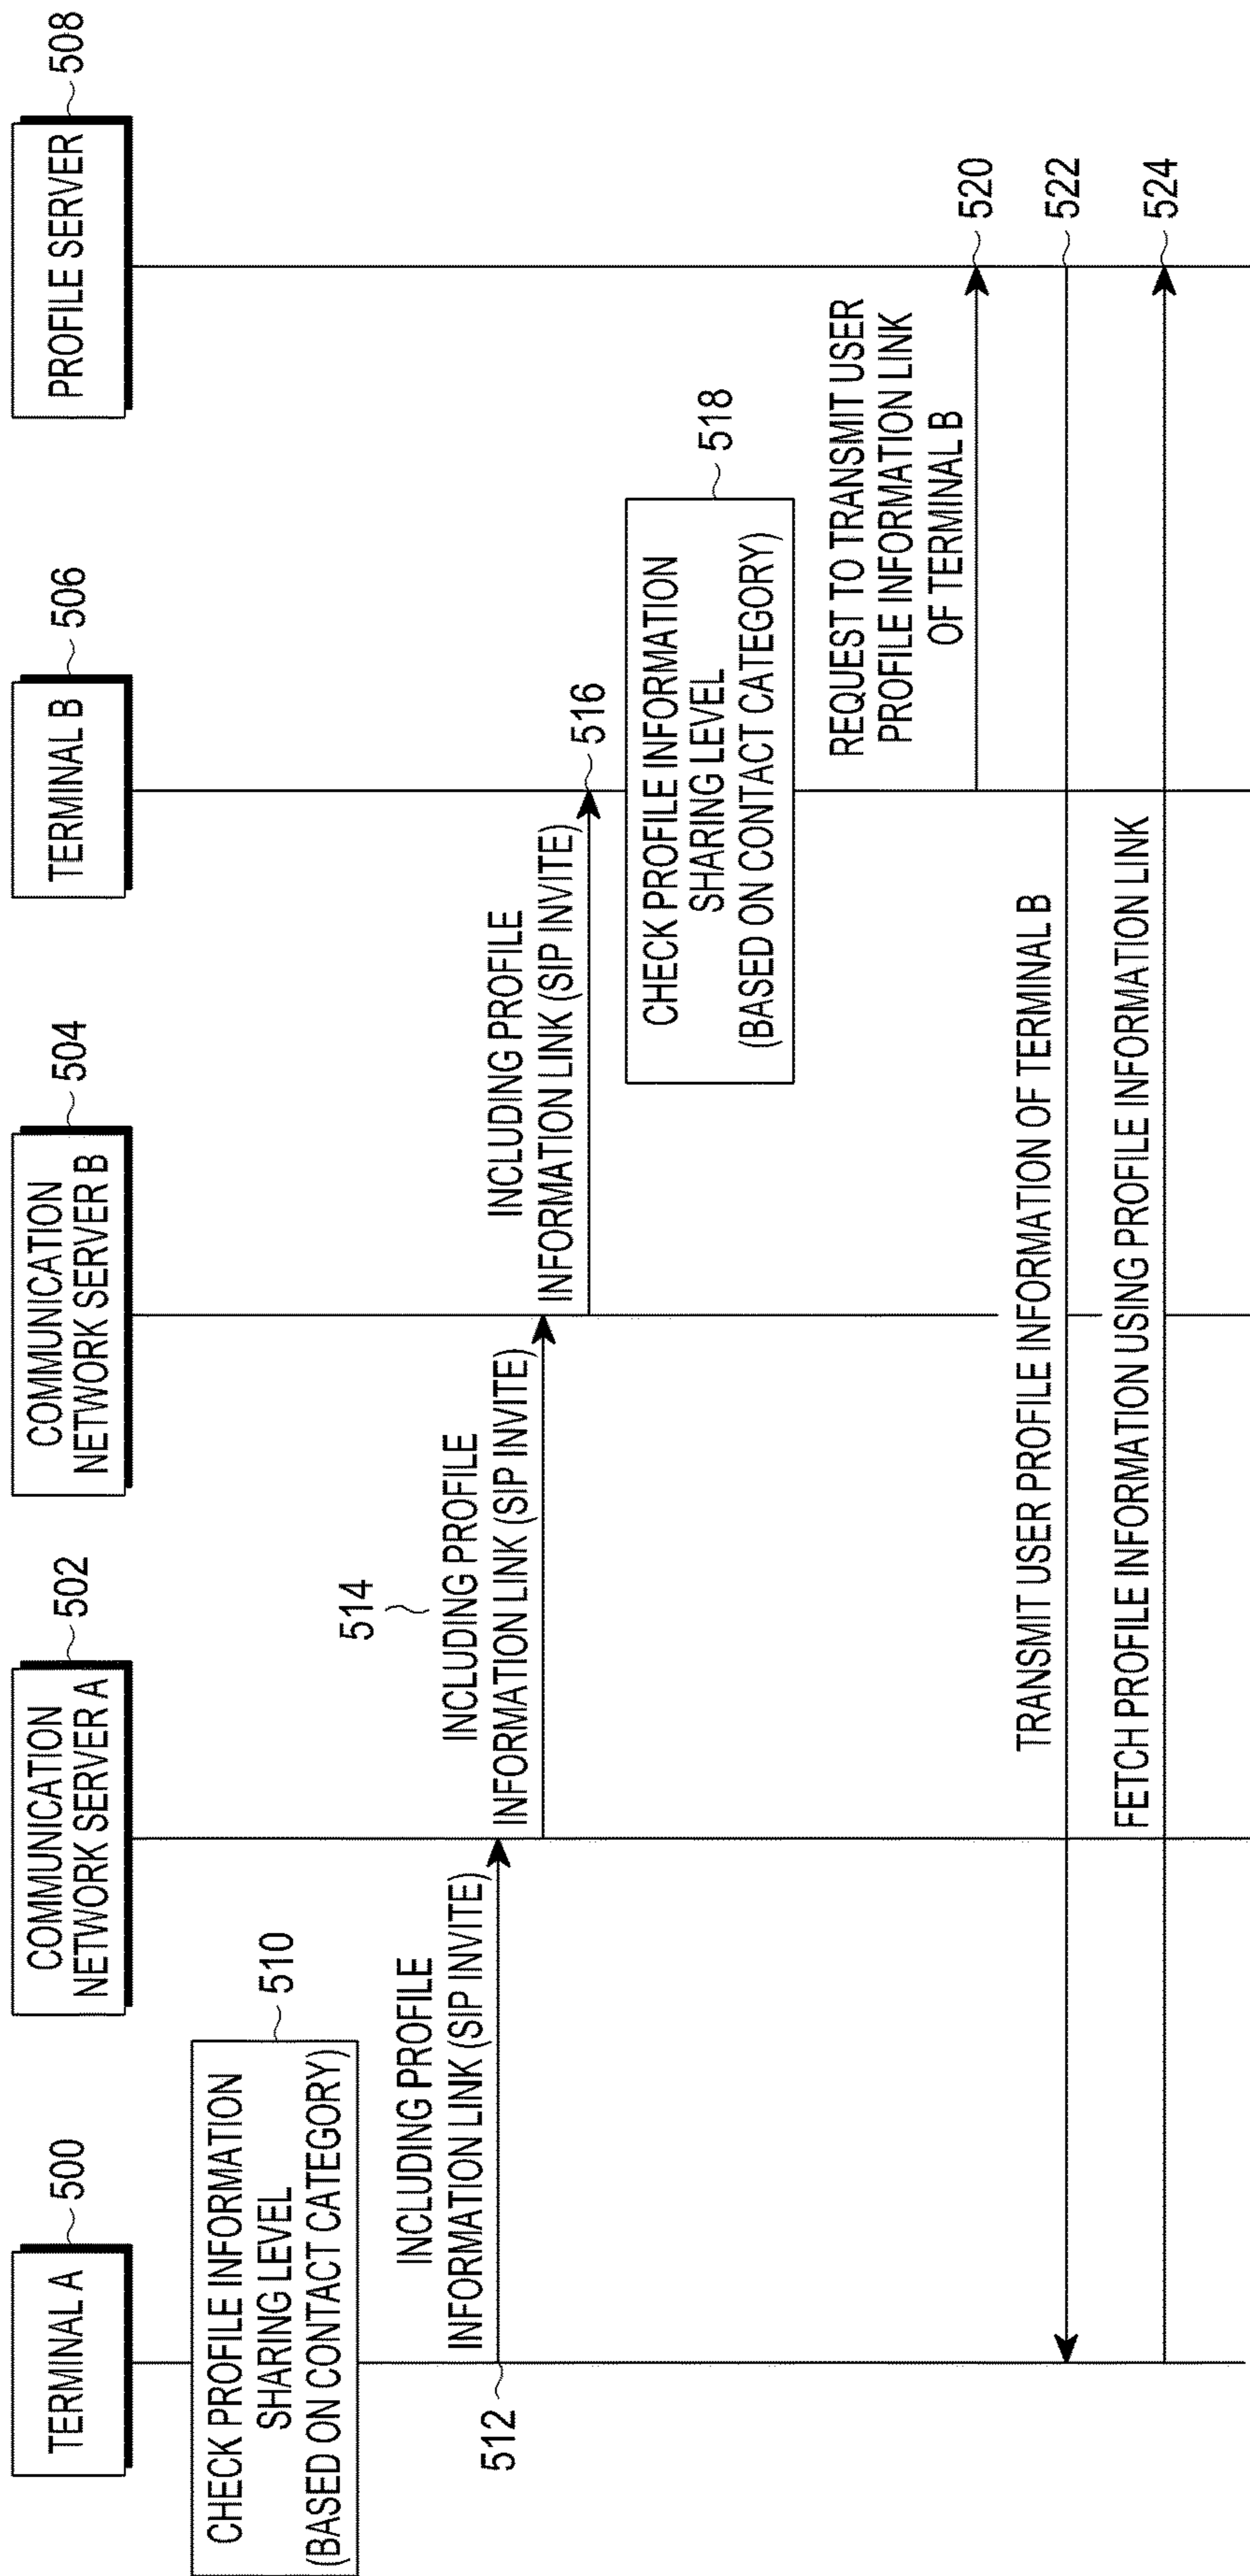 TERMINAL A
500
COMMUNICATION
NETWORK SERVER A
502
COMMUNICATION
NETWORK SERVER B
504
TERMINAL B
506
PROFILE SERVER
508
CHECK PROFILE INFORMATION
SHARING LEVEL
(BASED ON CONTACT CATEGORY)
510
INCLUDING PROFILE
INFORMATION LINK (SIP INVITE)
512
514
INCLUDING PROFILE
INFORMATION LINK (SIP INVITE)
INCLUDING PROFILE
INFORMATION LINK (SIP INVITE)
516
CHECK PROFILE INFORMATION
SHARING LEVEL
(BASED ON CONTACT CATEGORY)
518
REQUEST TO TRANSMIT USER
PROFILE INFORMATION LINK
OF TERMINAL B
520
TRANSMIT USER PROFILE INFORMATION OF TERMINAL B
522
FETCH PROFILE INFORMATION USING PROFILE INFORMATION LINK
524